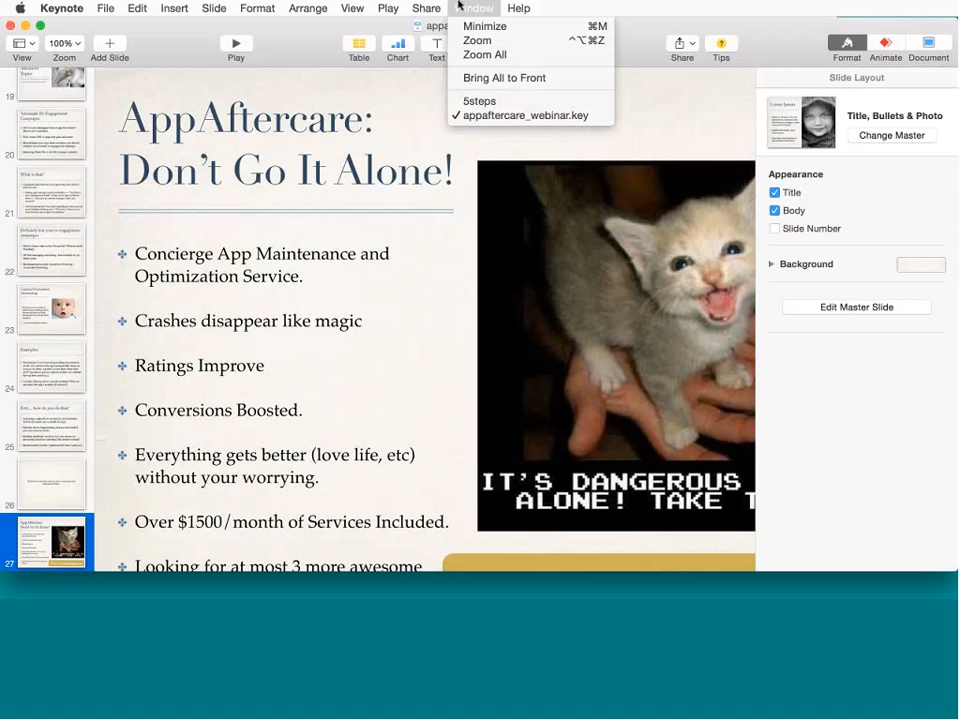 Keynote File Edit Insert Slide Format Arrange View Play Share Window Help
View 100% Zoom Add Slide Play Table Chart Text Share Tips Format Animate Document
Minimize ⌘M
Zoom ^⌥⌘Z
Zoom All
Bring All to Front
5steps
✓ appaftercare_webinar.key
19
20
21
22
23
24
25
26
27
AppAftercare:
Don't Go It Alone!
Concierge App Maintenance and
Optimization Service.
Crashes disappear like magic
Ratings Improve
Conversions Boosted.
Everything gets better (love life, etc)
without your worrying.
Over $1500/month of Services Included.
Looking for at most 3 more awesome
IT'S DANGEROUS
ALONE! TAKE T
Slide Layout
Title, Bullets & Photo
Change Master
Appearance
Title
Body
Slide Number
Background
Edit Master Slide